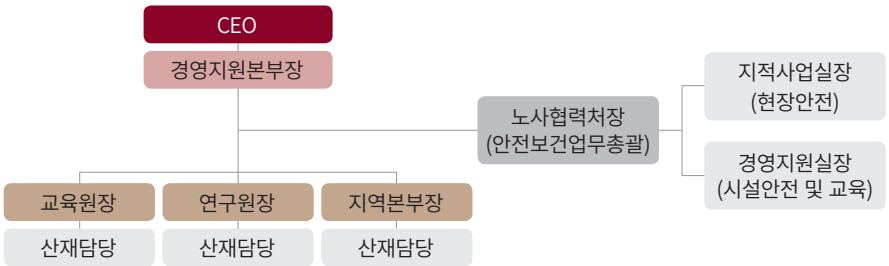 CEO
경영지원본부장
노사협력처장
(안전보건업무총괄)
지적사업실장
(현장안전)
경영지원실장
(시설안전 및 교육)
교육원장
연구원장
지역본부장
산재담당
산재담당
산재담당